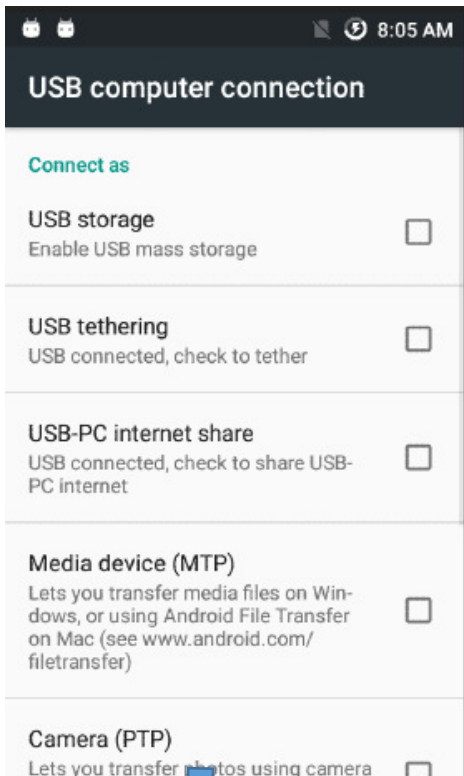 8:05 AM
USB computer connection
Connect as
USB storage
Enable USB mass storage
USB tethering
USB connected, check to tether
USB-PC internet share
USB connected, check to share USB-
PC internet
Media device (MTP)
Lets you transfer media files on Win-
dows, or using Android File Transfer
on Mac (see www.android.com/
filetransfer)
Camera (PTP)
Lets you transfer photos using camera